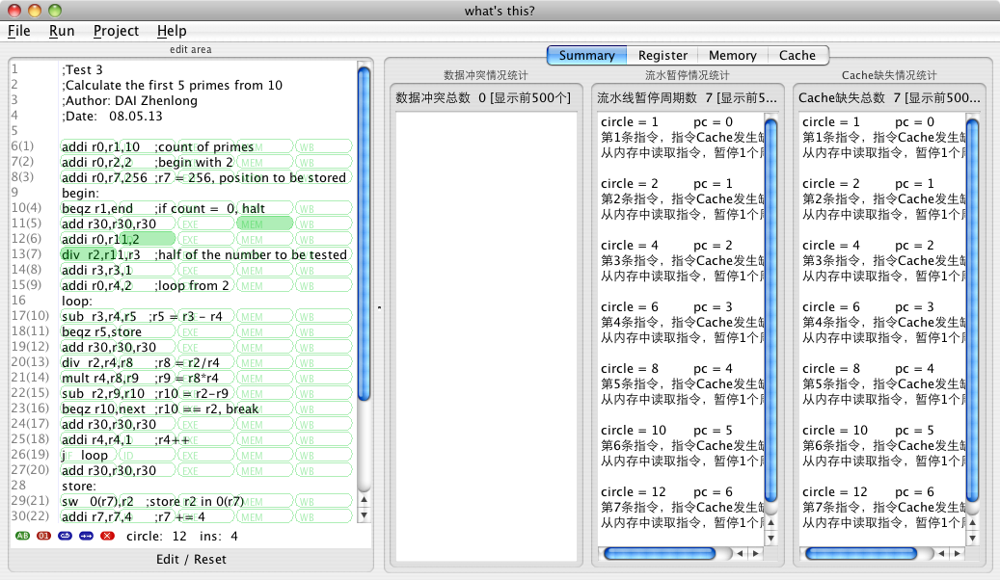 what's this?
File Run Project Help
edit area
1 ;Test 3
2 ;Calculate the first 5 primes from 10
3 ;Author: DAI Zhenlong
4 ;Date: 08.05.13
5
6(1) addi r0,r1,10 ;count of primes
7(2) addi r0,r2,2 ;begin with 2
8(3) addi r0,r7,256 ;r7 = 256, position to be stored
9 begin:
10(4) beqz r1,end ;if count = 0, halt
11(5) add r30,r30,r30
12(6) addi r0,r11,2
13(7) div r2,r11,r3 ;half of the number to be tested
14(8) addi r3,r3,1
15(9) addi r0,r4,2 ;loop from 2
16 loop:
17(10) sub r3,r4,r5 ;r5 = r3 - r4
18(11) beqz r5,store
19(12) add r30,r30,r30
20(13) div r2,r4,r8 ;r8 = r2/r4
21(14) mult r4,r8,r9 ;r9 = r8*r4
22(15) sub r2,r9,r10 ;r10 = r2-r9
23(16) beqz r10,next ;r10 == r2, break
24(17) add r30,r30,r30
25(18) addi r4,r4,1 ;r4++
26(19) j loop
27(20) add r30,r30,r30
28 store:
29(21) sw 0(r7),r2 ;store r2 in 0(r7)
30(22) addi r7,r7,4 ;r7 += 4
AB 01 circle: 12 ins: 4
Edit / Reset
Summary Register Memory Cache
数据冲突情况统计
数据冲突总数 0 [显示前500个]
流水暂停情况统计
流水线暂停周期数 7 [显示前5...
circle = 1 pc = 0
第1条指令，指令Cache发生缺
从内存中读取指令，暂停1个周
circle = 2 pc = 1
第2条指令，指令Cache发生缺
从内存中读取指令，暂停1个周
circle = 4 pc = 2
第3条指令，指令Cache发生缺
从内存中读取指令，暂停1个周
circle = 6 pc = 3
第4条指令，指令Cache发生缺
从内存中读取指令，暂停1个周
circle = 8 pc = 4
第5条指令，指令Cache发生缺
从内存中读取指令，暂停1个周
circle = 10 pc = 5
第6条指令，指令Cache发生缺
从内存中读取指令，暂停1个周
circle = 12 pc = 6
第7条指令，指令Cache发生缺
从内存中读取指令，暂停1个周
Cache缺失情况统计
Cache缺失总数 7 [显示前500...
circle = 1 pc = 0
第1条指令，指令Cache发生缺
从内存中读取指令，暂停1个周
circle = 2 pc = 1
第2条指令，指令Cache发生缺
从内存中读取指令，暂停1个周
circle = 4 pc = 2
第3条指令，指令Cache发生缺
从内存中读取指令，暂停1个周
circle = 6 pc = 3
第4条指令，指令Cache发生缺
从内存中读取指令，暂停1个周
circle = 8 pc = 4
第5条指令，指令Cache发生缺
从内存中读取指令，暂停1个周
circle = 10 pc = 5
第6条指令，指令Cache发生缺
从内存中读取指令，暂停1个周
circle = 12 pc = 6
第7条指令，指令Cache发生缺
从内存中读取指令，暂停1个周